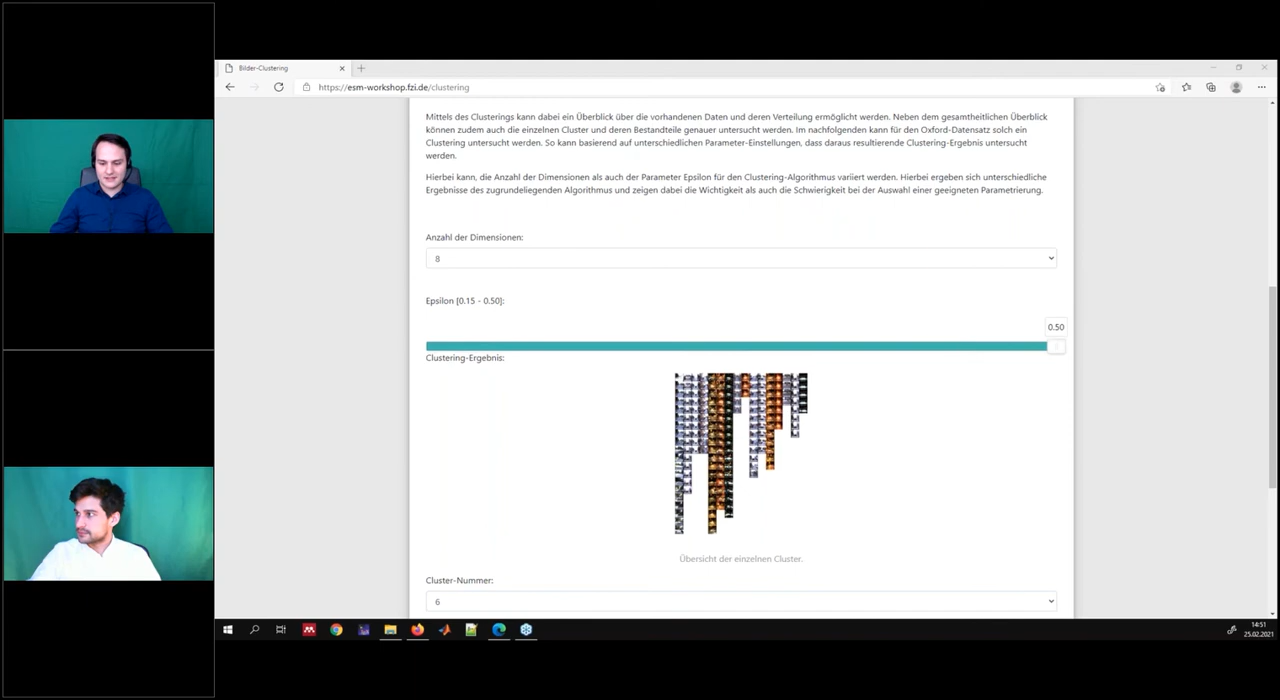 Bilder-Clustering
https://esm-workshop.fzi.de/clustering
Mittels des Clusterings kann dabei ein Überblick über die vorhandenen Daten und deren Verteilung ermöglicht werden. Neben dem gesamtheitlichen Überblick
können zudem auch die einzelnen Cluster und deren Bestandteile genauer untersucht werden. Im nachfolgenden kann für den Oxford-Datensatz solch ein
Clustering untersucht werden. So kann basierend auf unterschiedlichen Parameter-Einstellungen, dass daraus resultierende Clustering-Ergebnis untersucht
werden.
Hierbei kann, die Anzahl der Dimensionen als auch der Parameter Epsilon für den Clustering-Algorithmus variiert werden. Hierbei ergeben sich unterschiedliche
Ergebnisse des zugrundeliegenden Algorithmus und zeigen dabei die Wichtigkeit als auch die Schwierigkeit bei der Auswahl einer geeigneten Parametrierung.
Anzahl der Dimensionen:
8
Epsilon [0.15 - 0.50]:
0.50
Clustering-Ergebnis:
Übersicht der einzelnen Cluster.
Cluster-Nummer:
6
14:51
25.02.2021